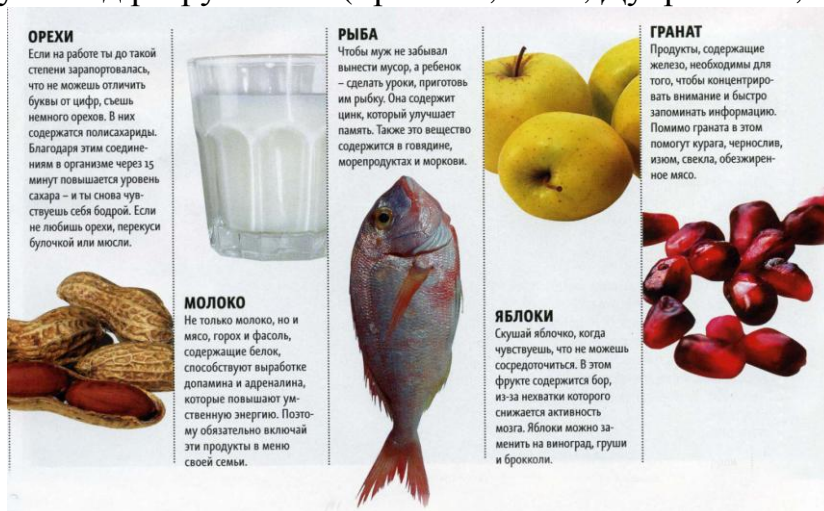 ОРЕХИ
Если на работе ты до такой
степени зарапортовалась,
что не можешь отличить
буквы от цифр, съешь
немного орехов. В них
содержатся полисахариды.
Благодаря этим соедине-
ниям в организме через 15
минут повышается уровень
сахара – и ты снова чув-
ствуешь себя бодрой. Если
не любишь орехи, перекуси
булочкой или мюсли.
МОЛОКО
Не только молоко, но и
мясо, горох и фасоль,
содержащие белок,
способствуют выработке
допамина и адреналина,
которые повышают ум-
ственную энергию. Поэто-
му обязательно включай
эти продукты в меню
своей семьи.
РЫБА
Чтобы муж не забывал
вынести мусор, а ребенок
– сделать уроки, приготовь
им рыбку. Она содержит
цинк, который улучшает
память. Также это вещество
содержится в говядине,
морепродуктах и моркови.
ЯБЛОКИ
Скушай яблочко, когда
чувствуешь, что не можешь
сосредоточиться. В этом
фрукте содержится бор,
из-за нехватки которого
снижается активность
мозга. Яблоки можно за-
менить на виноград, груши
и брокколи.
ГРАНАТ
Продукты, содержащие
железо, необходимы для
того, чтобы концентриро-
вать внимание и быстро
запоминать информацию.
Помимо граната в этом
помогут курага, чернослив,
изюм, свекла, обезжирен-
ное мясо.